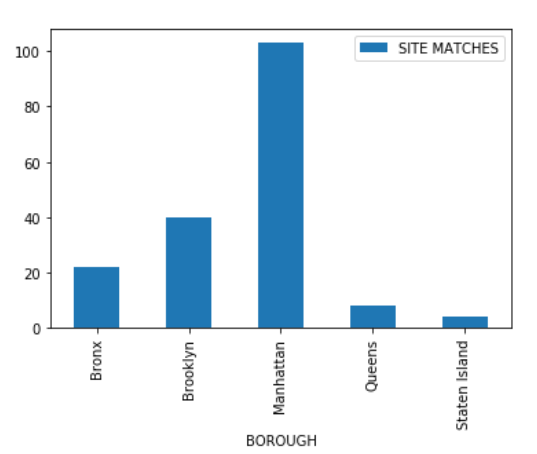 SITE MATCHES
100
80
60
40
20
0
Bronx
Brooklyn
Manhattan
Queens
Staten Island
BOROUGH